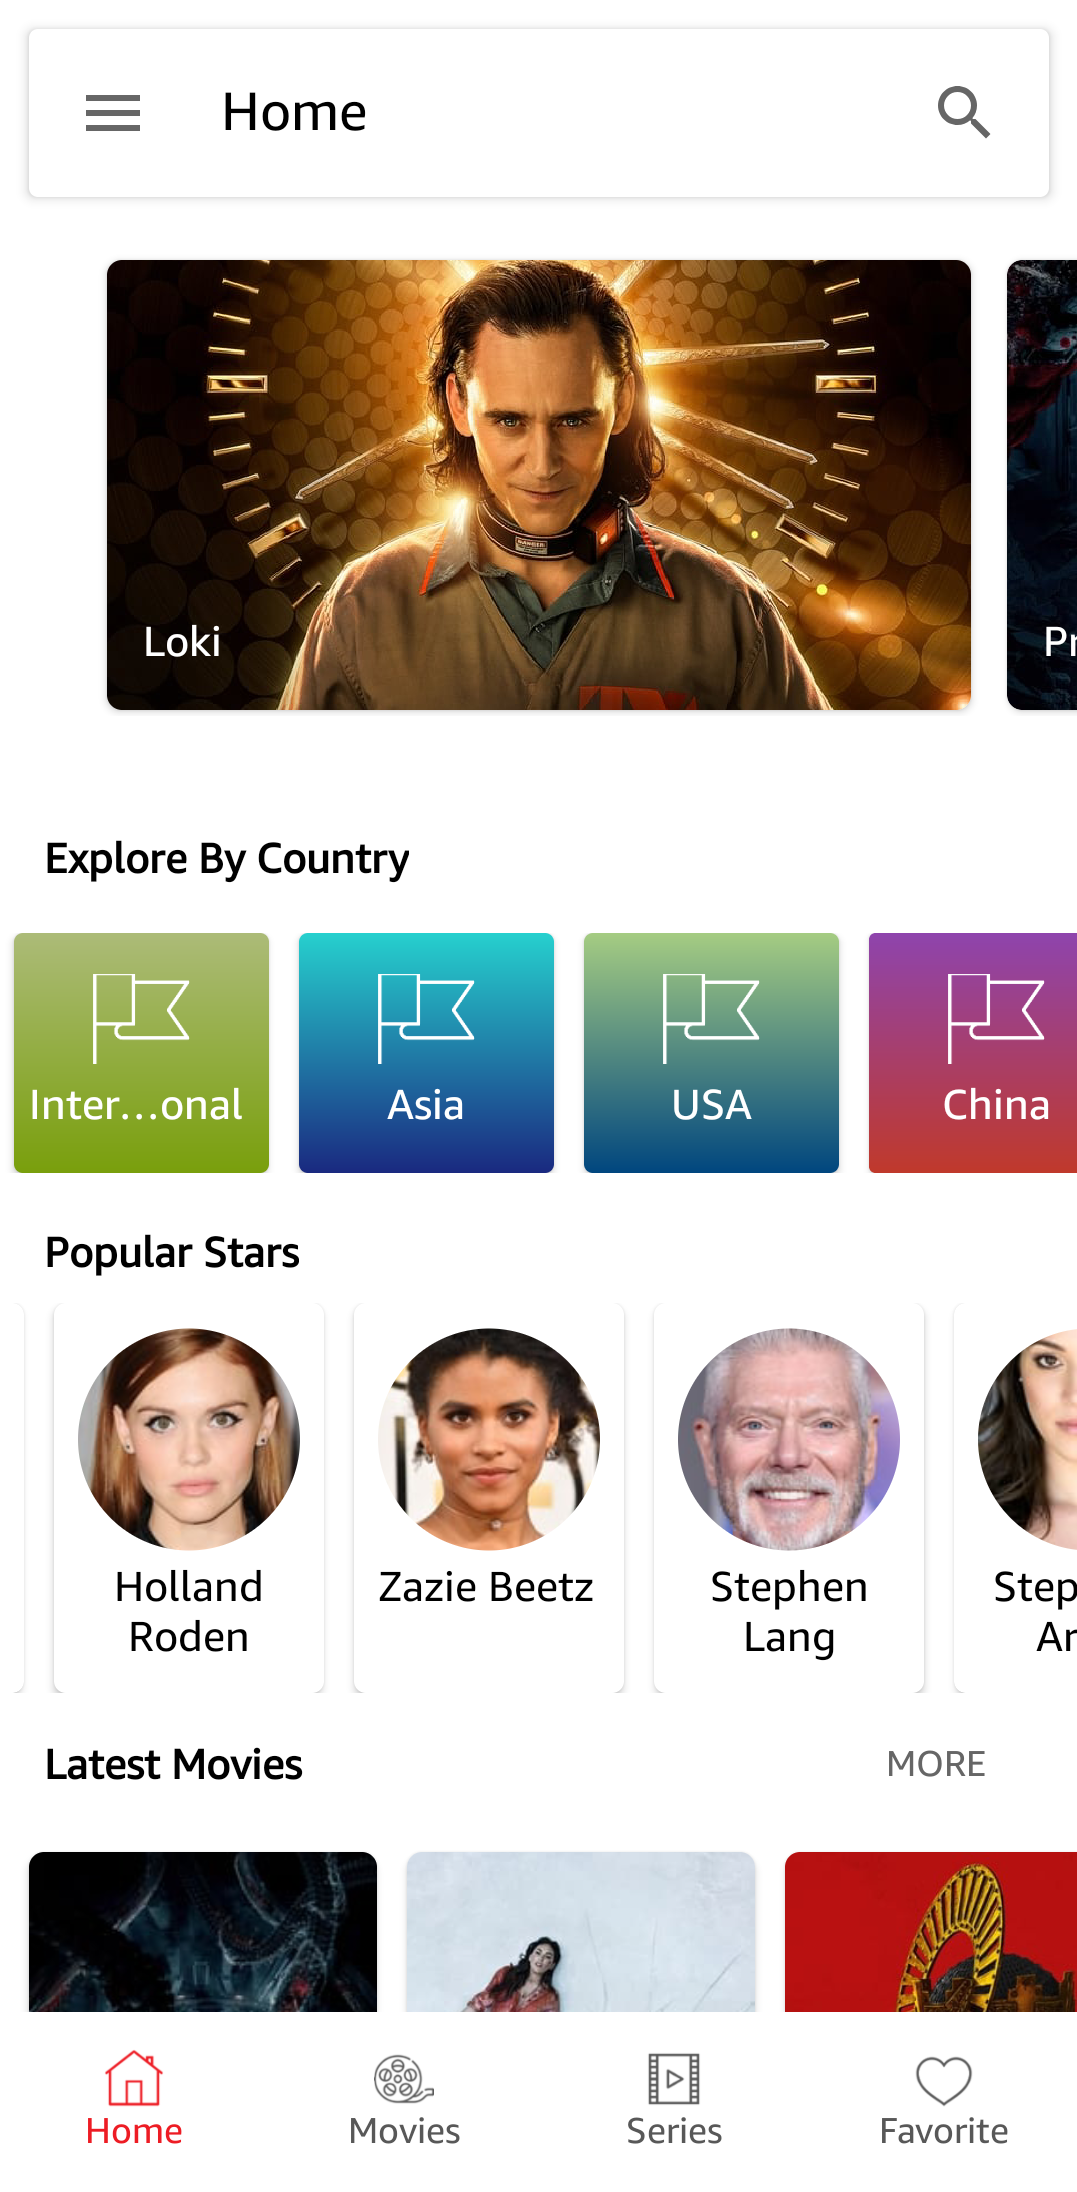 Home
Loki
Pr
Explore By Country
Inter...onal
Asia
USA
China
Popular Stars
Holland
Roden
Zazie Beetz
Stephen
Lang
Step
Ar
Latest Movies
MORE
Home
Movies
Series
Favorite